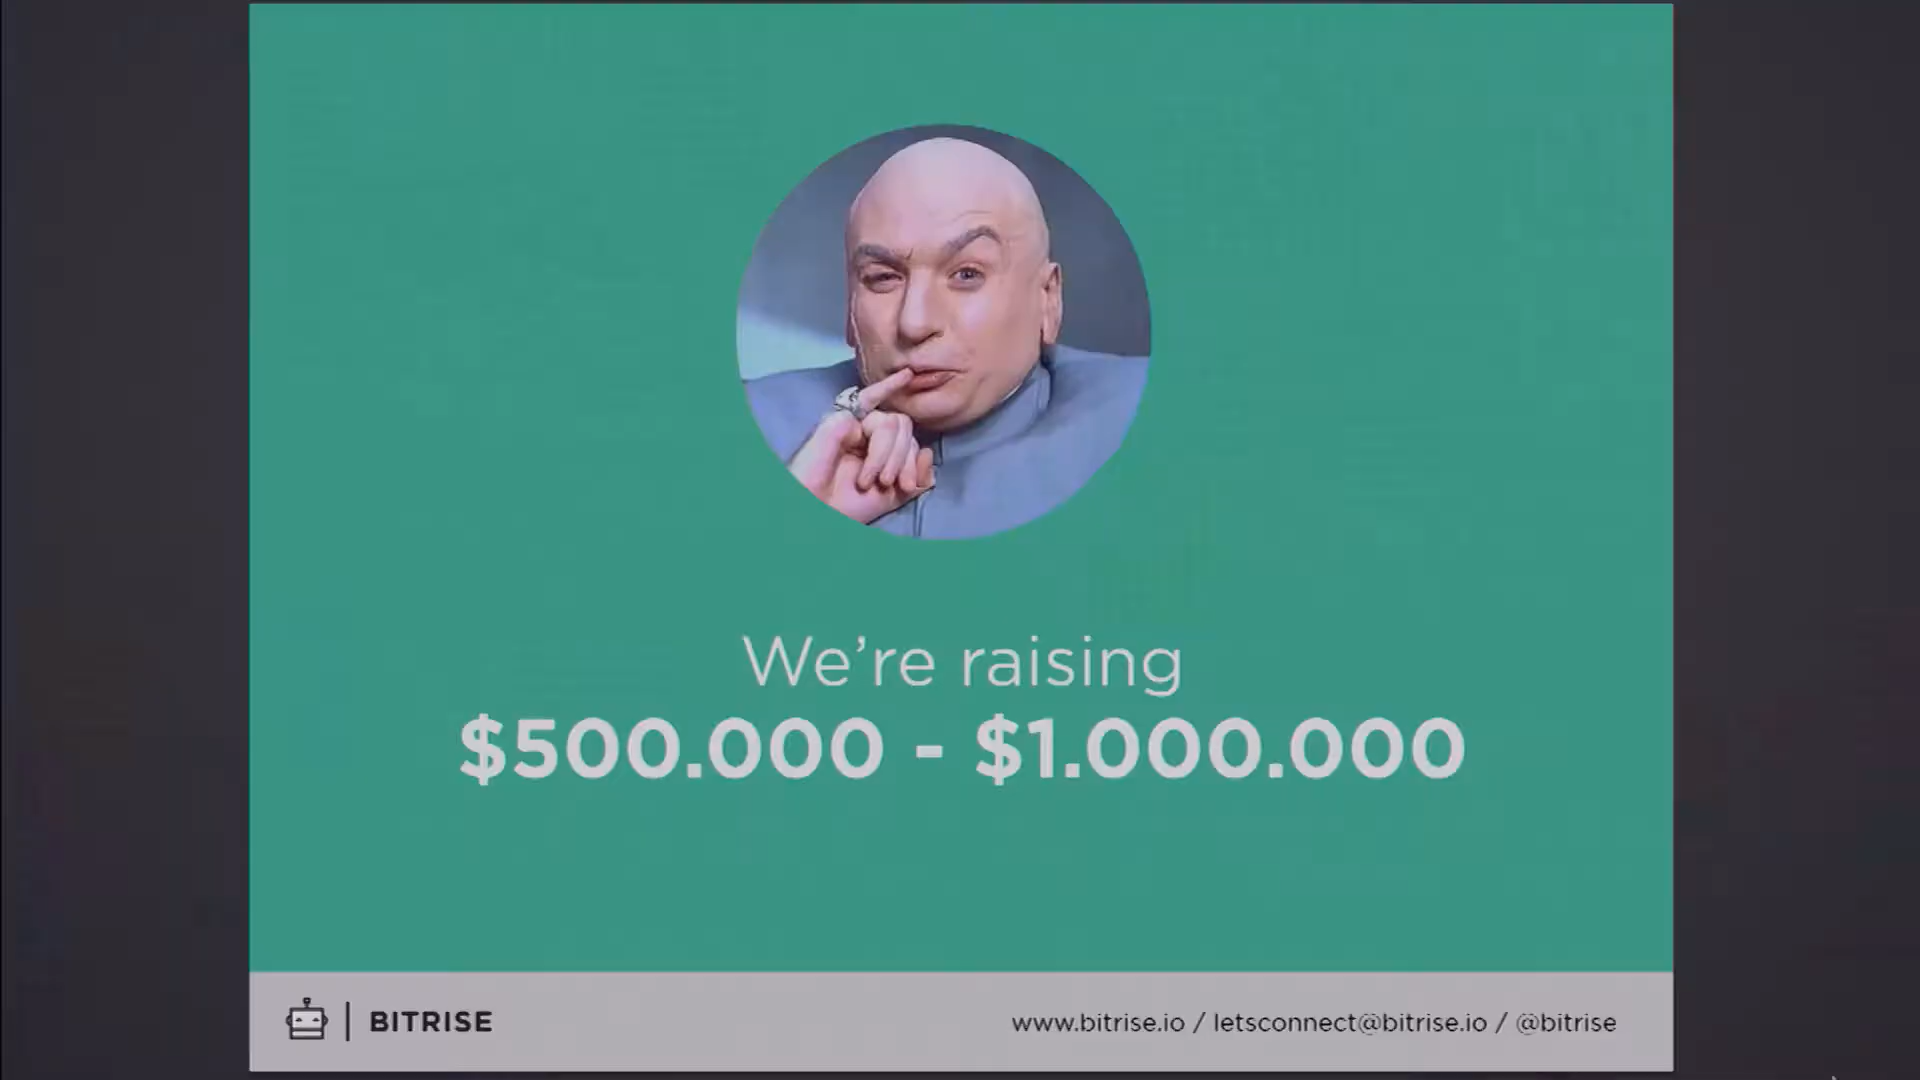 We're raising
$500.000 - $1.000.000
BITRISE
www.bitrise.io / letsconnect@bitrise.io / @bitrise